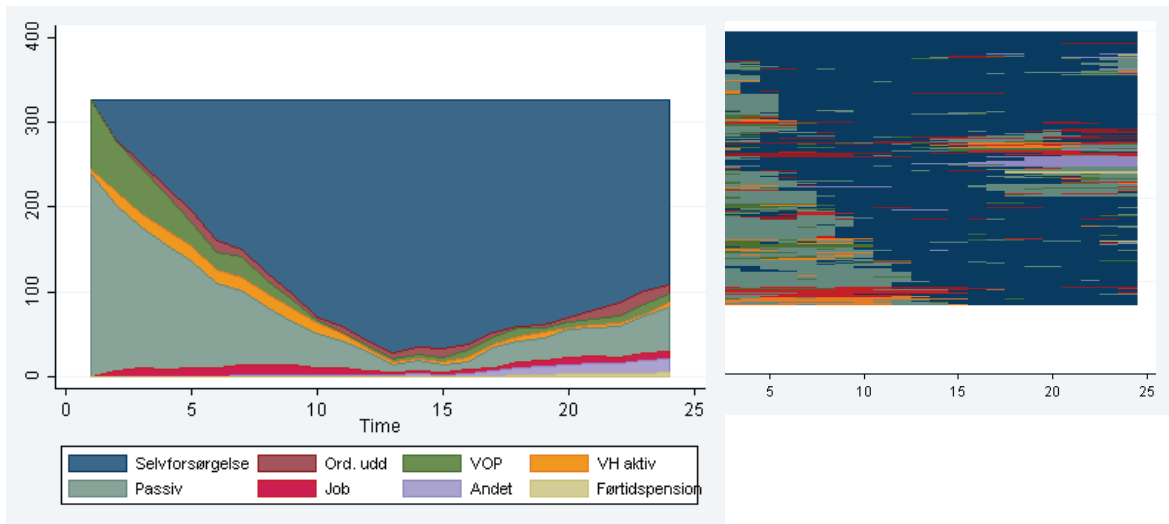 400
300
200
100
0
0 5 10 15 20 25
Time
Selvforsørgelse Ord. udd VOP VH aktiv
Passiv Job Andet Førtidspension
5 10 15 20 25